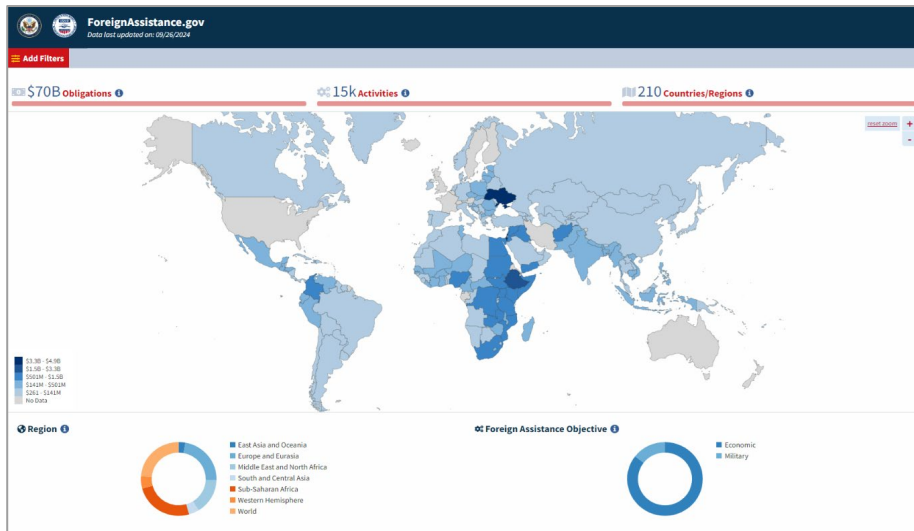 ForeignAssistance.gov
Data last updated on: 09/26/2024
Add Filters
$70B Obligations
15k Activities
210 Countries/Regions
reset zoom
+
-
$3.3B - $4.9B
$1.5B - $3.3B
$501M - $1.5B
$141M - $501M
$261 - $141M
No Data
Region
East Asia and Oceania
Europe and Eurasia
Middle East and North Africa
South and Central Asia
Sub-Saharan Africa
Western Hemisphere
World
Foreign Assistance Objective
Economic
Military